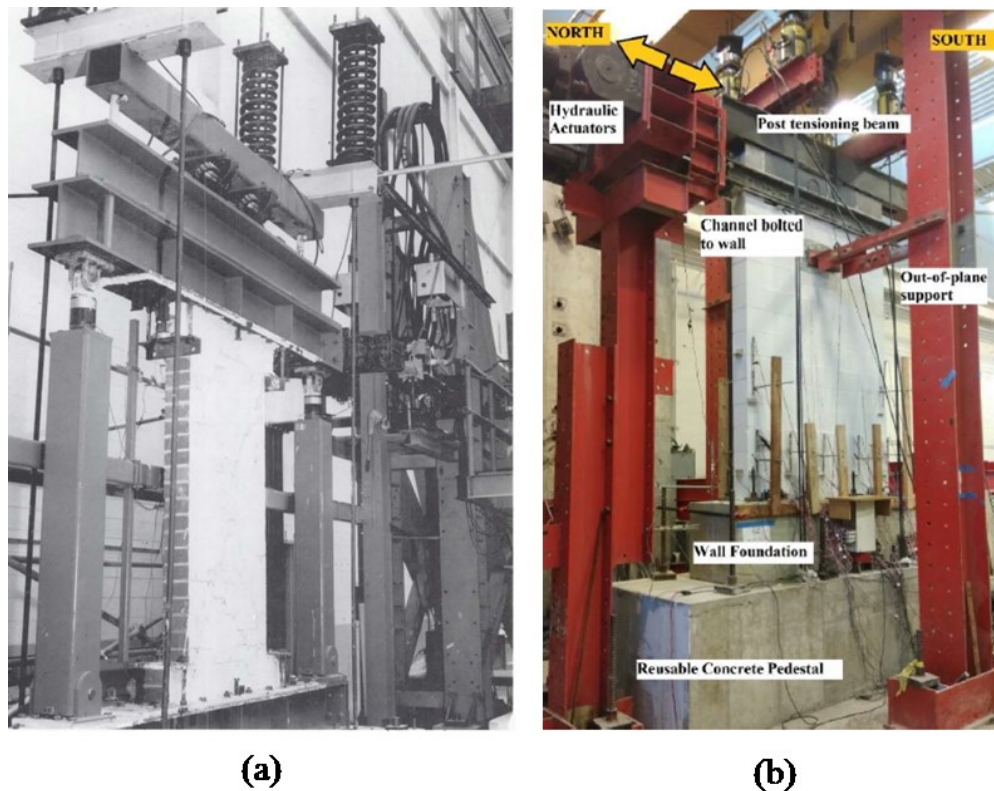 NORTH
SOUTH
Hydraulic
Actuators
Post tensioning beam
Channel bolted
to wall
Out-of-plane
support
Wall Foundation
Reusable Concrete Pedestal
(a)
(b)